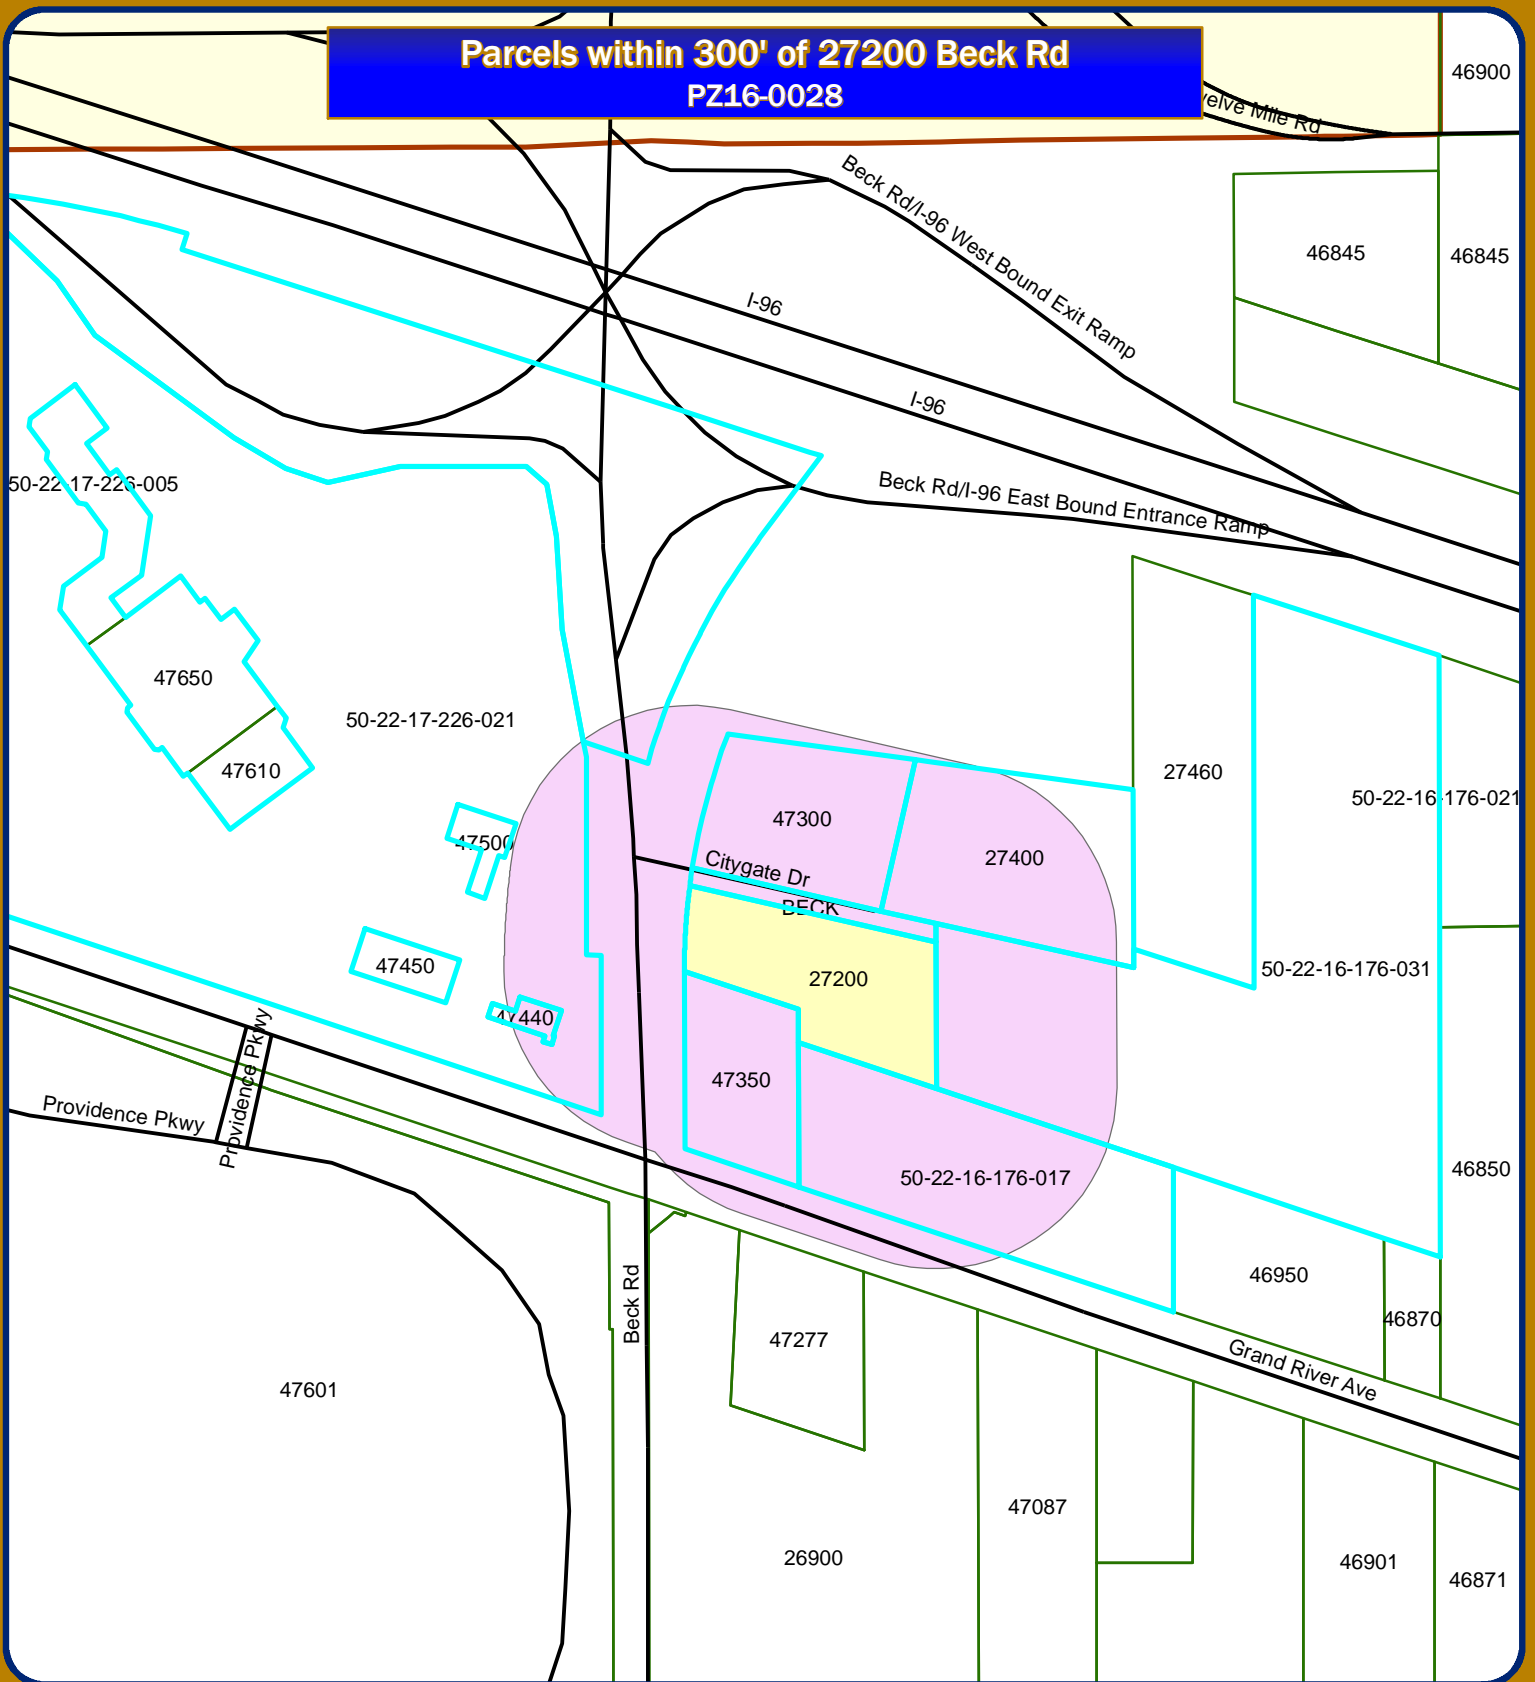 Parcels within 300' of 27200 Beck Rd
PZ16-0028
46900
Mile Rd
Beck Rd/I-96 West Bound Exit Ramp
46845
46845
I-96
I-96
50-22-17-226-005
Beck Rd/I-96 East Bound Entrance Ramp
47650
50-22-17-226-021
47610
27460
50-22-16-176-021
47300
47500
27400
Citygate Dr
BECK
47450
27200
50-22-16-176-031
47440
Providence Pkwy
Providence Pkwy
47350
50-22-16-176-017
46850
46950
Beck Rd
46870
47277
Grand River Ave
47601
47087
26900
46901
46871